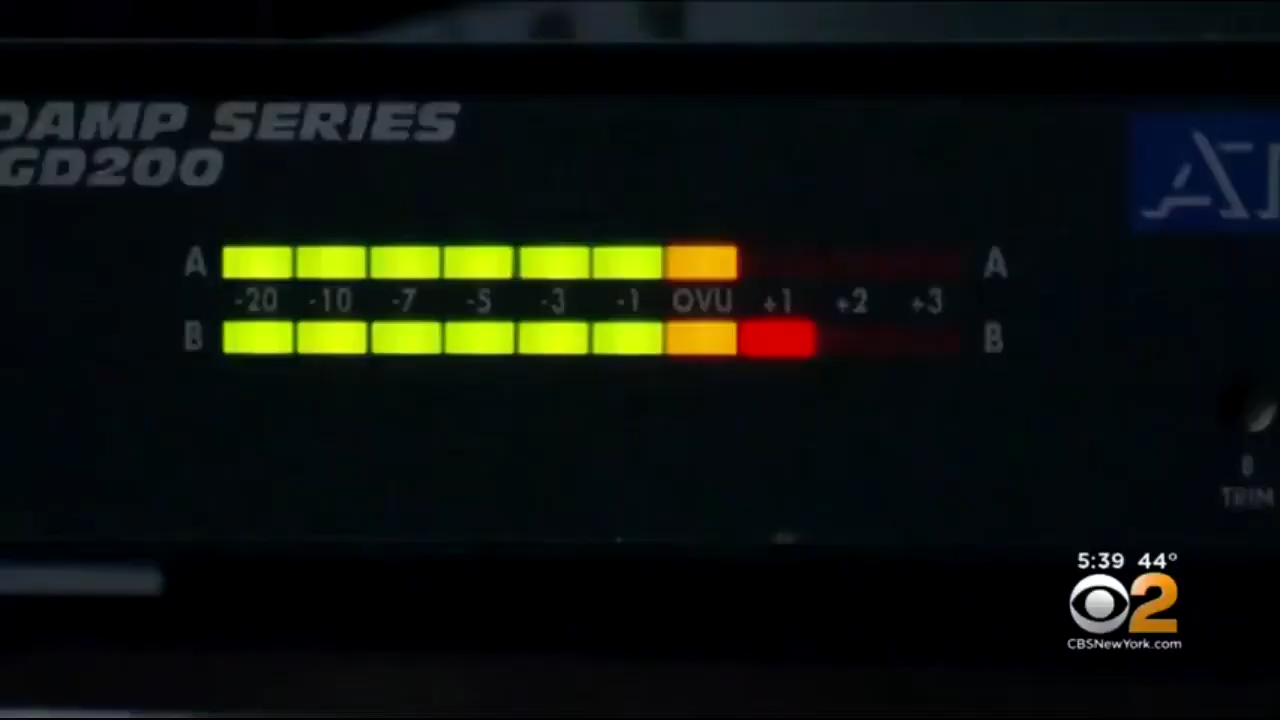 DAMP SERIES
GD200
A A
-20 -10 -7 -5 -3 -1 OVU +1 +2 +3
B B
TRIM
5:39 44°
2
CBSNewYork.com